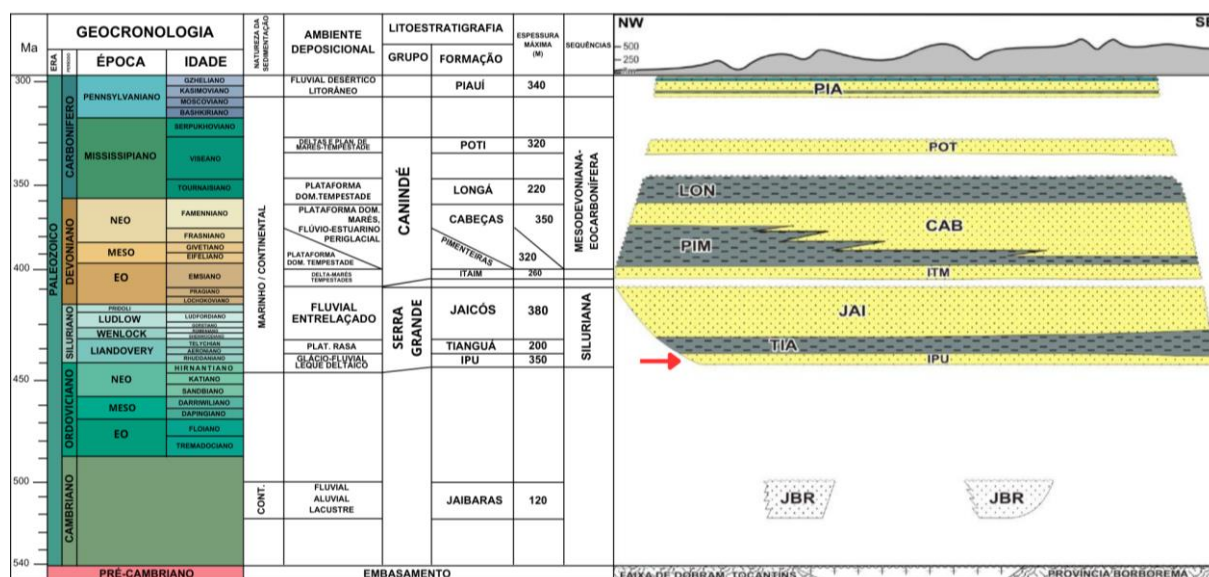 NW
SE
Ma
GEOCRONOLOGIA
ERA
PERÍODO
ÉPOCA
IDADE
NATUREZA DA SEDIMENTAÇÃO
AMBIENTE
DEPOSICIONAL
LITOESTRATIGRAFIA
GRUPO
FORMAÇÃO
ESPESSURA
MÁXIMA
(M)
SEQUÊNCIAS
500
250
300
350
400
450
500
540
PALEOZOICO
CARBONÍFERO
DEVONIANO
SILURIANO
ORDOVICIANO
CAMBRIANO
PENNSYLVANIANO
MISSISSIPIANO
NEO
MESO
EO
PRIDOLI
LUDLOW
WENLOCK
LIANDOVERY
NEO
MESO
EO
GZHELIANO
KASIMOVIANO
MOSCOVIANO
BASHKIRIANO
SERPUKHOVIANO
VISEANO
TOURNAISIANO
FAMENNIANO
FRASNIANO
GIVETIANO
EIFELIANO
EMSIANO
PRAGIANO
LOCHOKOVIANO
LUDFORDIANO
TELYCHIAN
AERONIANO
RHUDDANIANO
HIRNANTIANO
KATIANO
SANDBIANO
DARRIWILIANO
DAPINGIANO
FLOIANO
TREMADOCIANO
MARINHO / CONTINENTAL
CONT.
FLUVIAL DESÉRTICO
LITORÂNEO
DELTAS E PLAN. DE
MARÉS-TEMPESTADE
PLATAFORMA
DOM.TEMPESTADE
PLATAFORMA DOM.
MARÉS,
FLÚVIO-ESTUARINO
PERIGLACIAL
PLATAFORMA
DOM. TEMPESTADE
DELTA-MARÉS
TEMPESTADES
FLUVIAL
ENTRELAÇADO
PLAT. RASA
GLÁCIO-FLUVIAL
LEQUE DELTAICO
FLUVIAL
ALUVIAL
LACUSTRE
CANINDÉ
SERRA
GRANDE
PIAUÍ 340
POTI 320
LONGÁ 220
CABEÇAS 350
PIMENTEIRAS 320
ITAIM 260
JAICÓS 380
TIANGUÁ 200
IPU 350
JAIBARAS 120
MESODEVONIANA-
EOCARBONÍFERA
SILURIANA
PIA
POT
LON
CAB
PIM
ITM
JAI
TIA
IPU
JBR
JBR
PRÉ-CAMBRIANO
EMBASAMENTO
FAIXA DE DOBRAM. TOCANTINS
PROVÍNCIA BORBOREMA